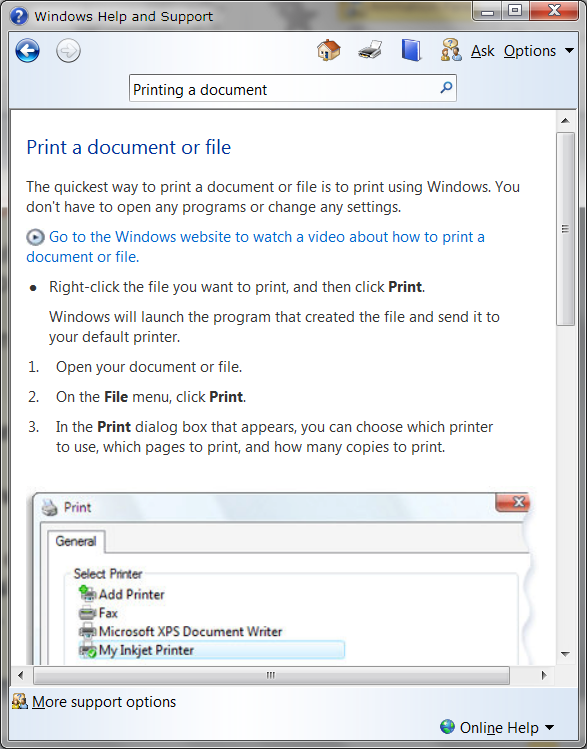 Windows Help and Support
Ask Options
Printing a document
Print a document or file
The quickest way to print a document or file is to print using Windows. You
don't have to open any programs or change any settings.
Go to the Windows website to watch a video about how to print a
document or file.
• Right-click the file you want to print, and then click Print.
Windows will launch the program that created the file and send it to
your default printer.
1. Open your document or file.
2. On the File menu, click Print.
3. In the Print dialog box that appears, you can choose which printer
to use, which pages to print, and how many copies to print.
Print
General
Select Printer
Add Printer
Fax
Microsoft XPS Document Writer
My Inkjet Printer
More support options
Online Help